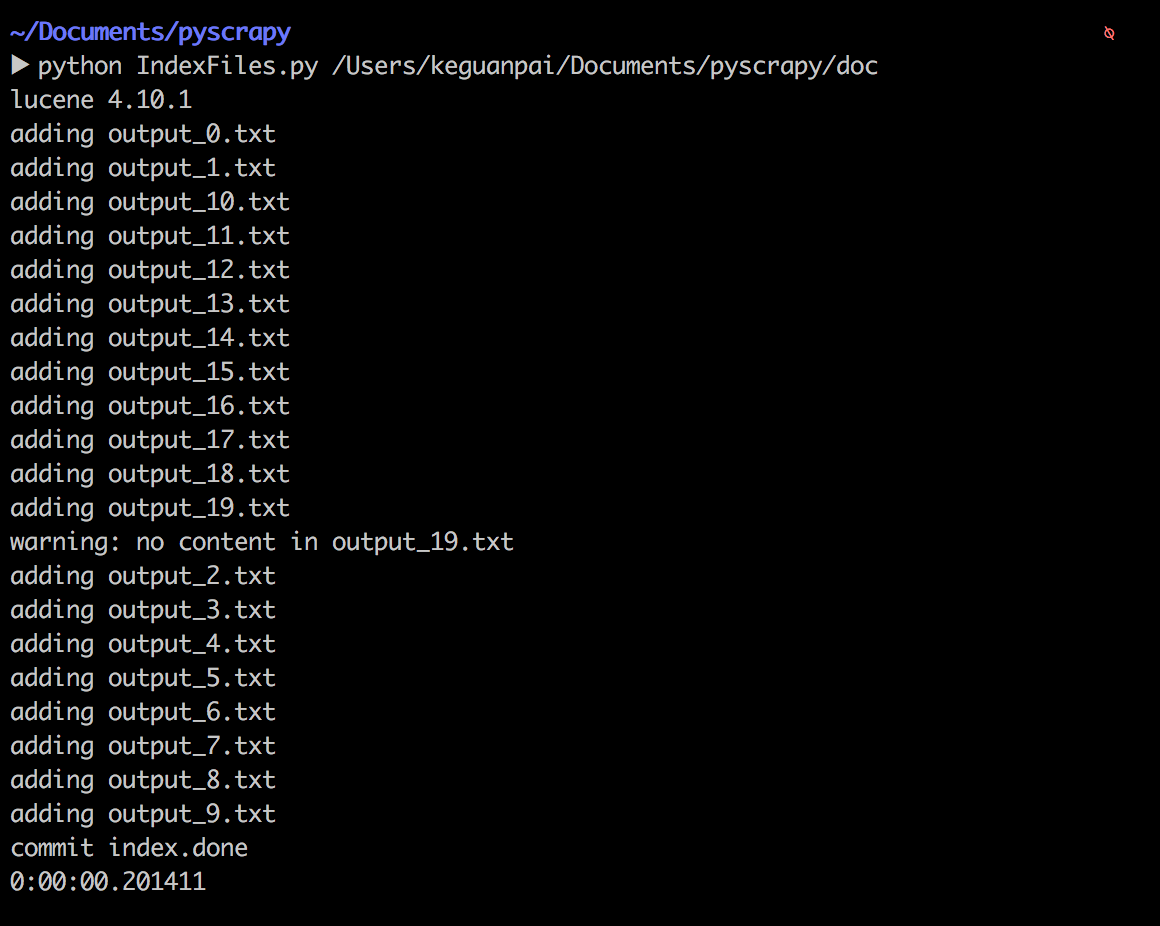 ~/Documents/pyscrapy
▶ python IndexFiles.py /Users/keguanpai/Documents/pyscrapy/doc
lucene 4.10.1
adding output_0.txt
adding output_1.txt
adding output_10.txt
adding output_11.txt
adding output_12.txt
adding output_13.txt
adding output_14.txt
adding output_15.txt
adding output_16.txt
adding output_17.txt
adding output_18.txt
adding output_19.txt
warning: no content in output_19.txt
adding output_2.txt
adding output_3.txt
adding output_4.txt
adding output_5.txt
adding output_6.txt
adding output_7.txt
adding output_8.txt
adding output_9.txt
commit index.done
0:00:00.201411